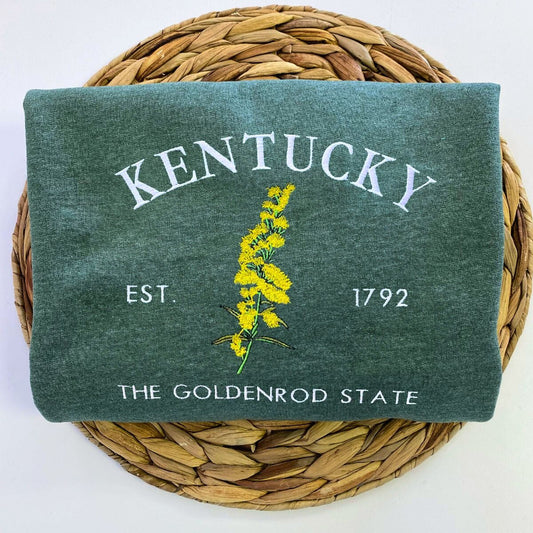 KENTUCKY
EST. 1792
THE GOLDENROD STATE